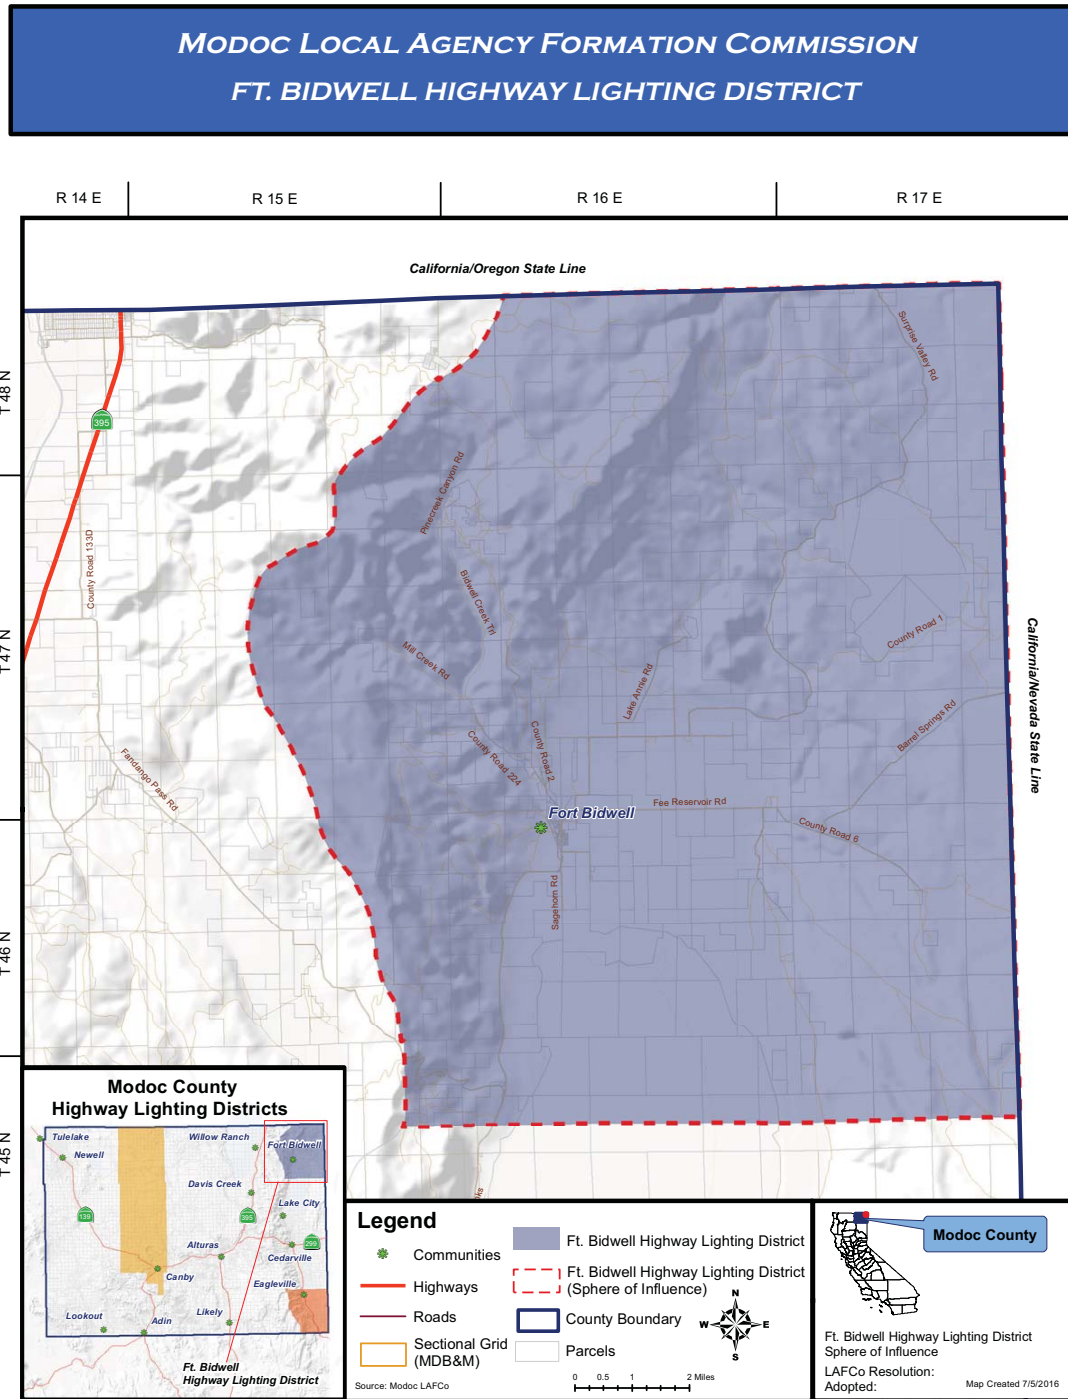 MODOC LOCAL AGENCY FORMATION COMMISSION
FT. BIDWELL HIGHWAY LIGHTING DISTRICT
R 14 E
R 15 E
R 16 E
R 17 E
California/Oregon State Line
T 48 N
T 47 N
T 46 N
T 45 N
395
Surprise Valley Rd
Pinecreek Canyon Rd
County Road 133D
Bidwell Creek Trl
County Road 1
Mill Creek Rd
Lake Annie Rd
California/Nevada State Line
Barrel Springs Rd
County Road 2
County Road 224
Fandango Pass Rd
Fort Bidwell
Fee Reservoir Rd
County Road 6
Sagehorn Rd
Modoc County
Highway Lighting Districts
Tulelake
Newell
Willow Ranch
Fort Bidwell
Davis Creek
Lake City
139
395
299
Alturas
Cedarville
Canby
Eagleville
Lookout
Adin
Likely
Ft. Bidwell
Highway Lighting District
Legend
Communities
Highways
Roads
Sectional Grid
(MDB&M)
Source: Modoc LAFCo
Ft. Bidwell Highway Lighting District
Ft. Bidwell Highway Lighting District
(Sphere of Influence)
County Boundary
Parcels
N
W
E
S
0 0.5 1 2 Miles
Modoc County
Ft. Bidwell Highway Lighting District
Sphere of Influence
LAFCo Resolution:
Adopted:
Map Created 7/5/2016